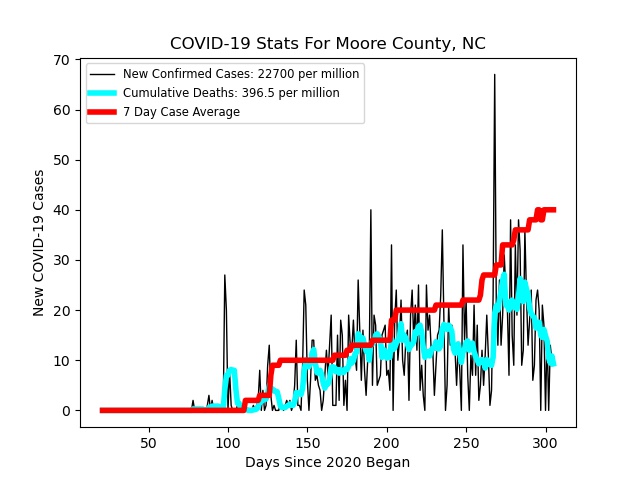 COVID-19 Stats For Moore County, NC
New Confirmed Cases: 22700 per million
Cumulative Deaths: 396.5 per million
7 Day Case Average
New COVID-19 Cases
70
60
50
40
30
20
10
0
50 100 150 200 250 300
Days Since 2020 Began